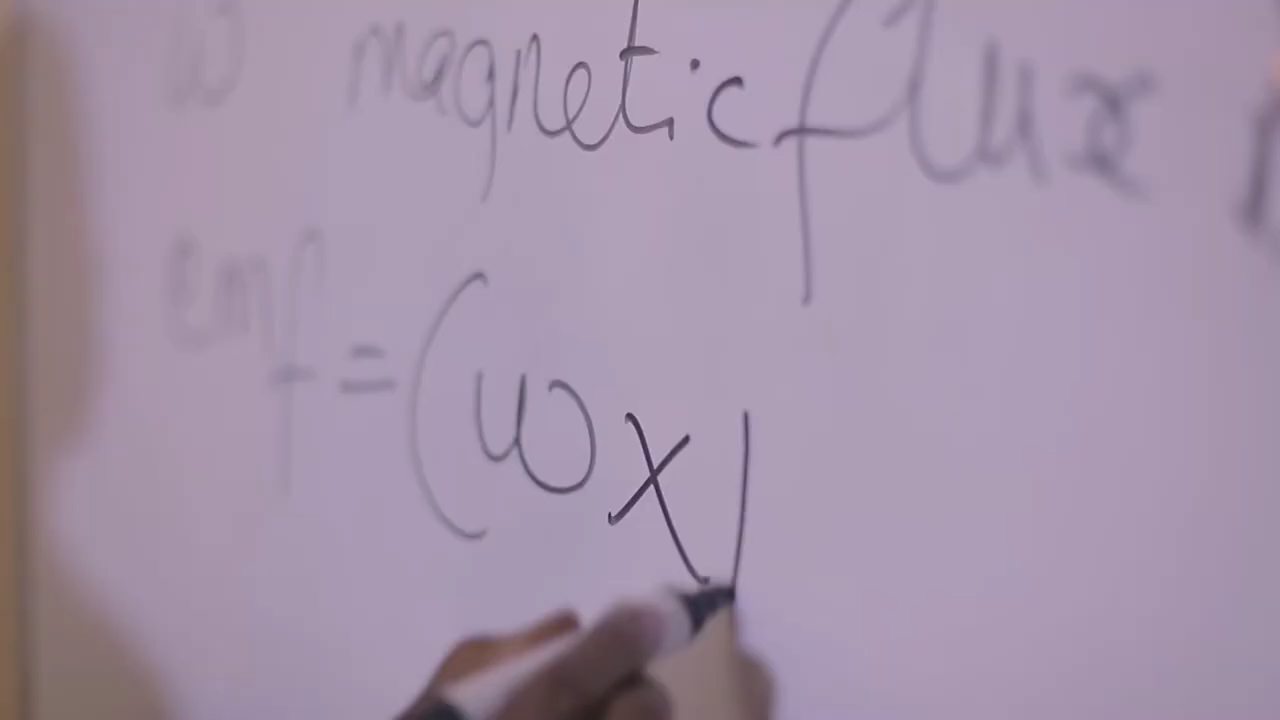 ω magnetic flux
emf = (ωx